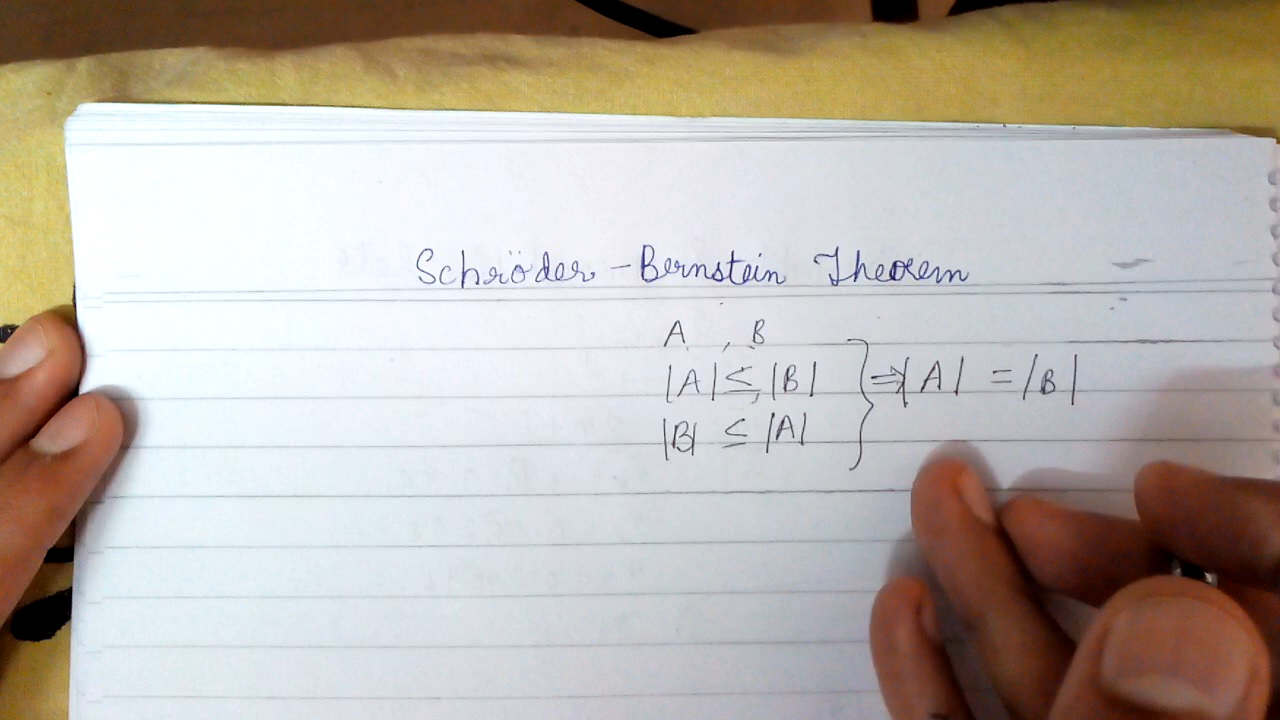 Schröder-Bernstein Theorem
A , B
|A| ≤ |B| } ⇒ |A| = |B|
|B| ≤ |A|